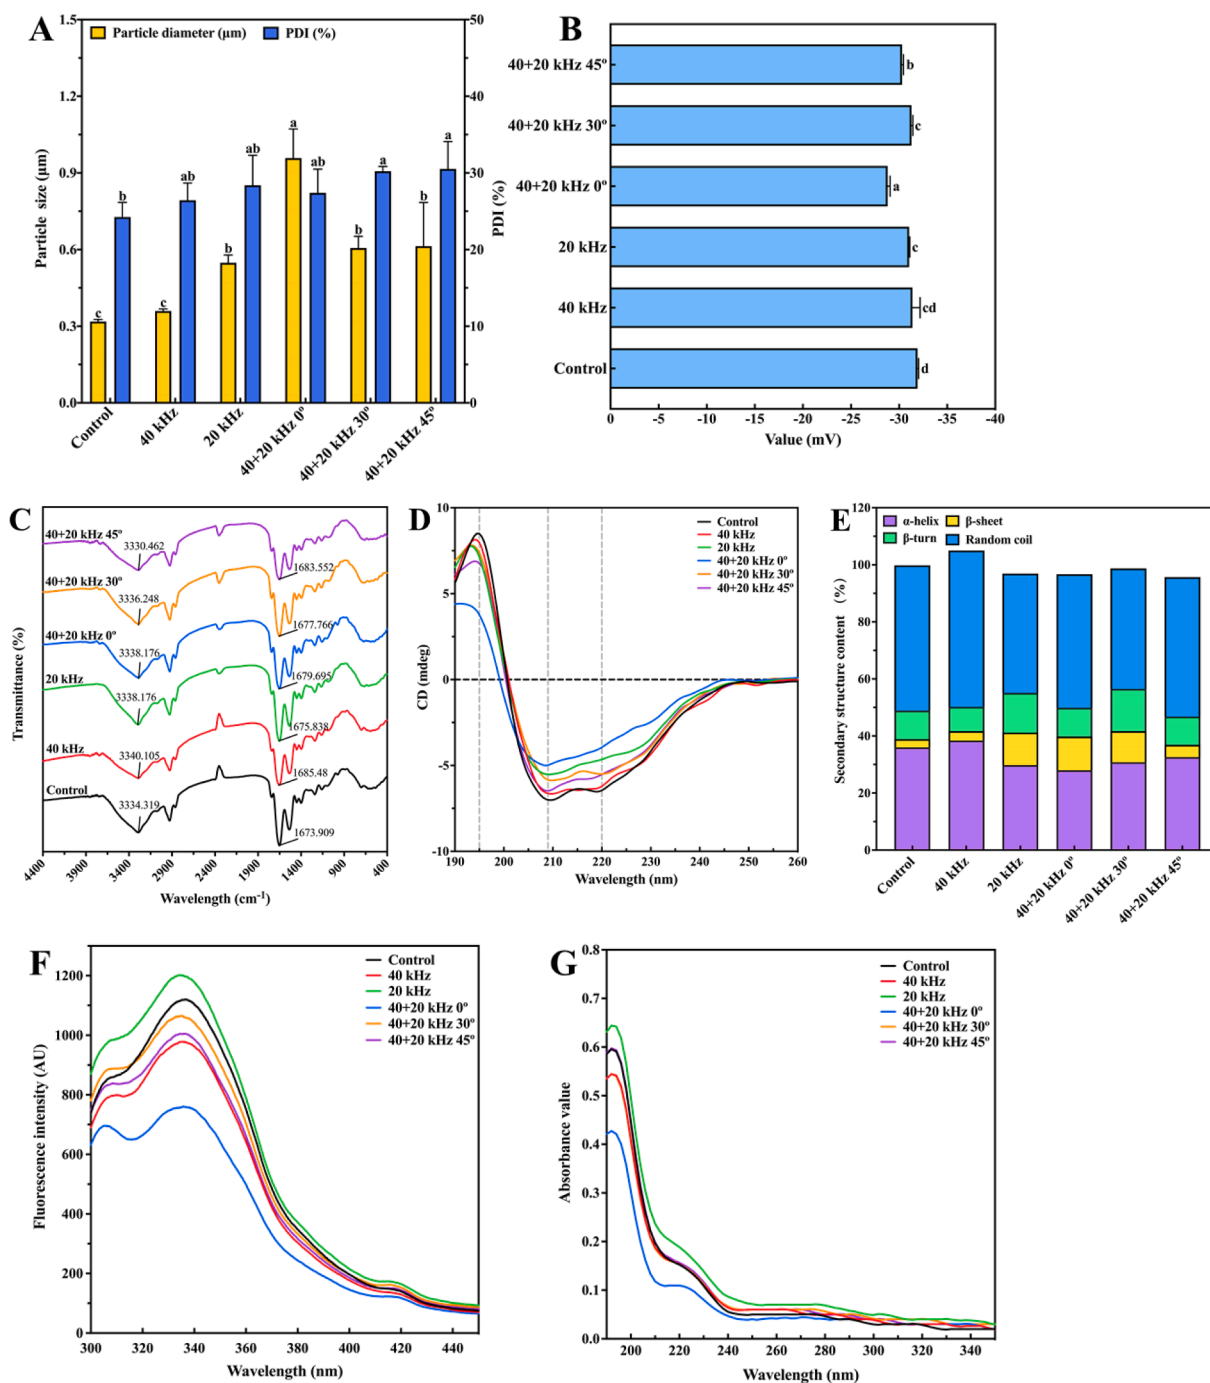 A
Particle diameter (μm)
PDI (%)
Particle size (μm)
1.5
1.2
0.9
0.6
0.3
0.0
PDI (%)
50
40
30
20
10
0
c b
c ab
b ab
a ab
b a
b a
Control
40 kHz
20 kHz
40+20 kHz 0º
40+20 kHz 30º
40+20 kHz 45º
B
40+20 kHz 45º b
40+20 kHz 30º c
40+20 kHz 0º a
20 kHz c
40 kHz cd
Control d
0 -5 -10 -15 -20 -25 -30 -35 -40
Value (mV)
C
Transmittance (%)
40+20 kHz 45º
3330.462
1683.552
40+20 kHz 30º
3336.248
1677.766
40+20 kHz 0º
3338.176
1679.695
20 kHz
3338.176
1675.838
40 kHz
3340.105
1685.48
Control
3334.319
1673.909
4400 3900 3400 2900 2400 1900 1400 900 400
Wavelength (cm-1)
D
CD (mdeg)
10
5
0
-5
-10
Control
40 kHz
20 kHz
40+20 kHz 0º
40+20 kHz 30º
40+20 kHz 45º
190 200 210 220 230 240 250 260
Wavelength (nm)
E
Secondary structure content (%)
120
100
80
60
40
20
0
α-helix β-sheet
β-turn Random coil
Control
40 kHz
20 kHz
40+20 kHz 0º
40+20 kHz 30º
40+20 kHz 45º
F
Fluorescence intensity (AU)
1200
1000
800
600
400
200
0
Control
40 kHz
20 kHz
40+20 kHz 0º
40+20 kHz 30º
40+20 kHz 45º
300 320 340 360 380 400 420 440
Wavelength (nm)
G
Absorbance value
0.8
0.7
0.6
0.5
0.4
0.3
0.2
0.1
0.0
Control
40 kHz
20 kHz
40+20 kHz 0º
40+20 kHz 30º
40+20 kHz 45º
200 220 240 260 280 300 320 340
Wavelength (nm)